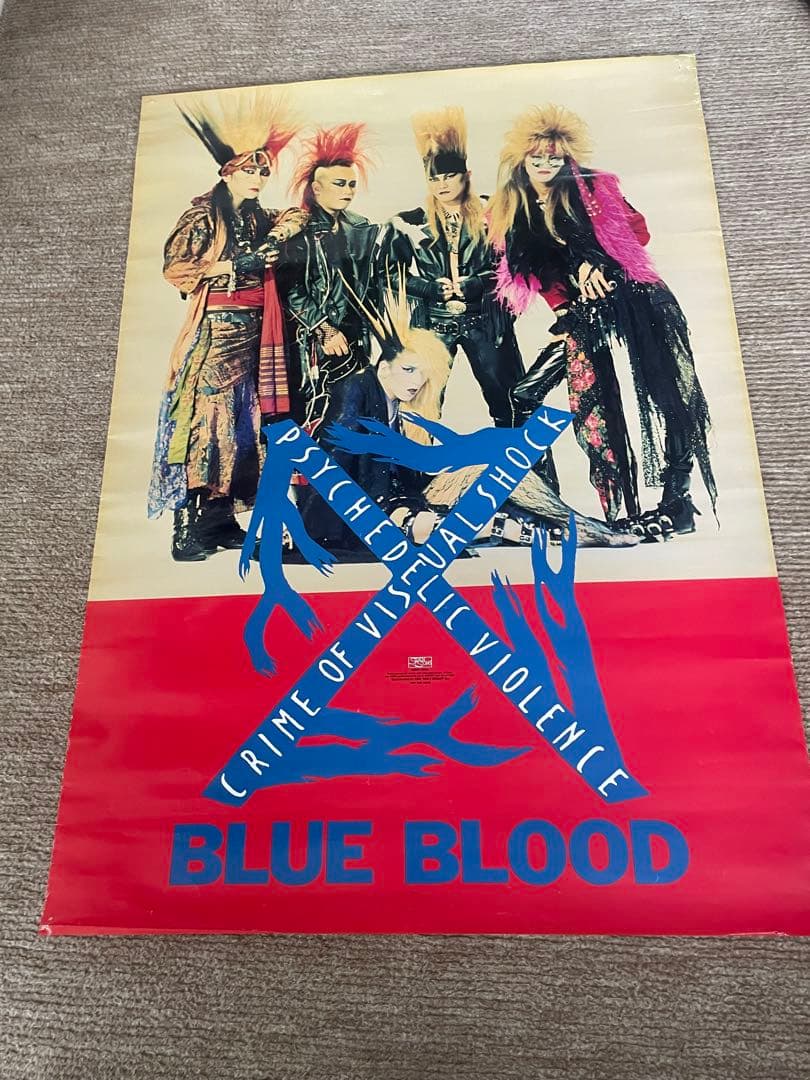 PSYCHEDELIC VIOLENCE
CRIME OF VISUAL SHOCK
BLUE BLOOD